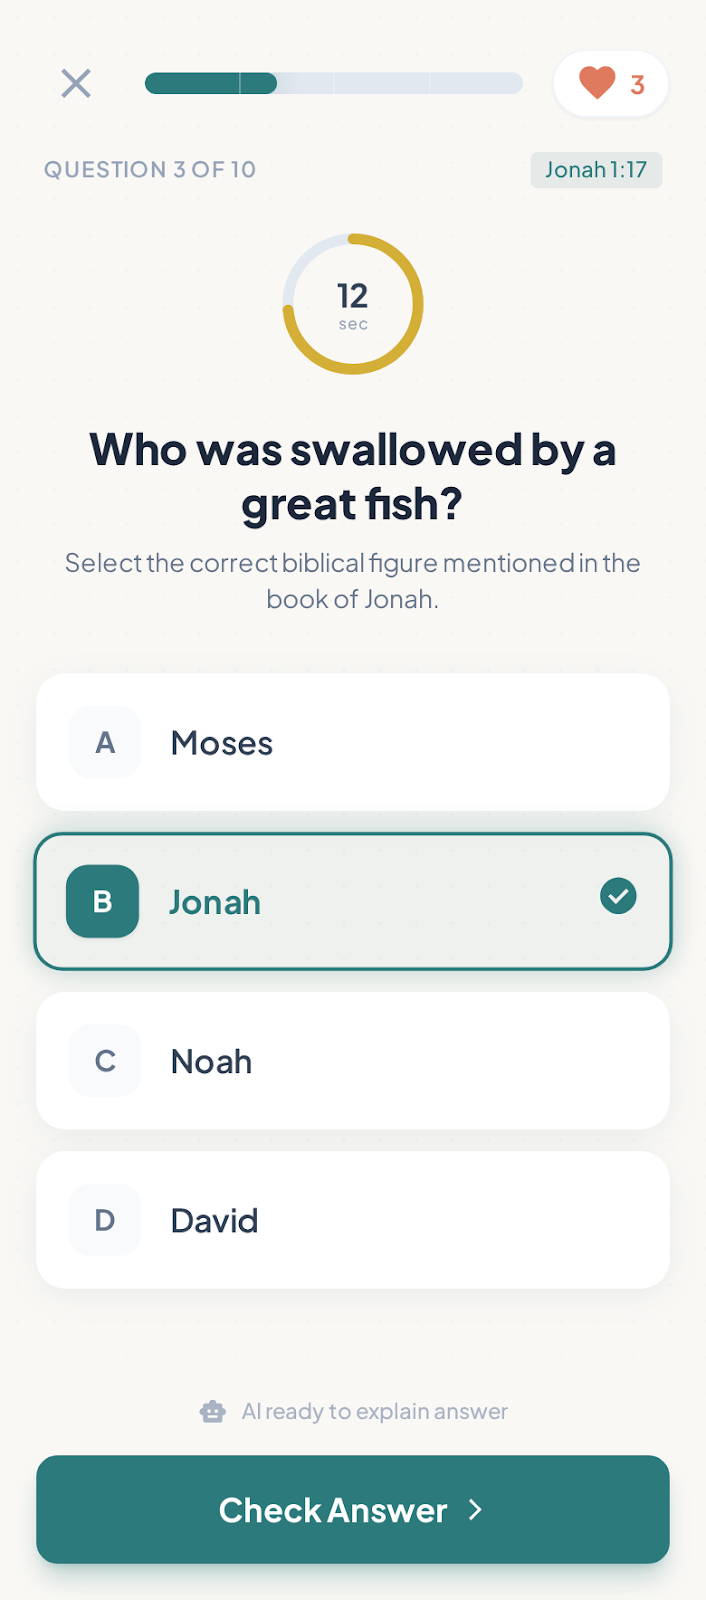 3
QUESTION 3 OF 10
Jonah 1:17
12
sec
Who was swallowed by a
great fish?
Select the correct biblical figure mentioned in the
book of Jonah.
A Moses
B Jonah
C Noah
D David
AI ready to explain answer
Check Answer